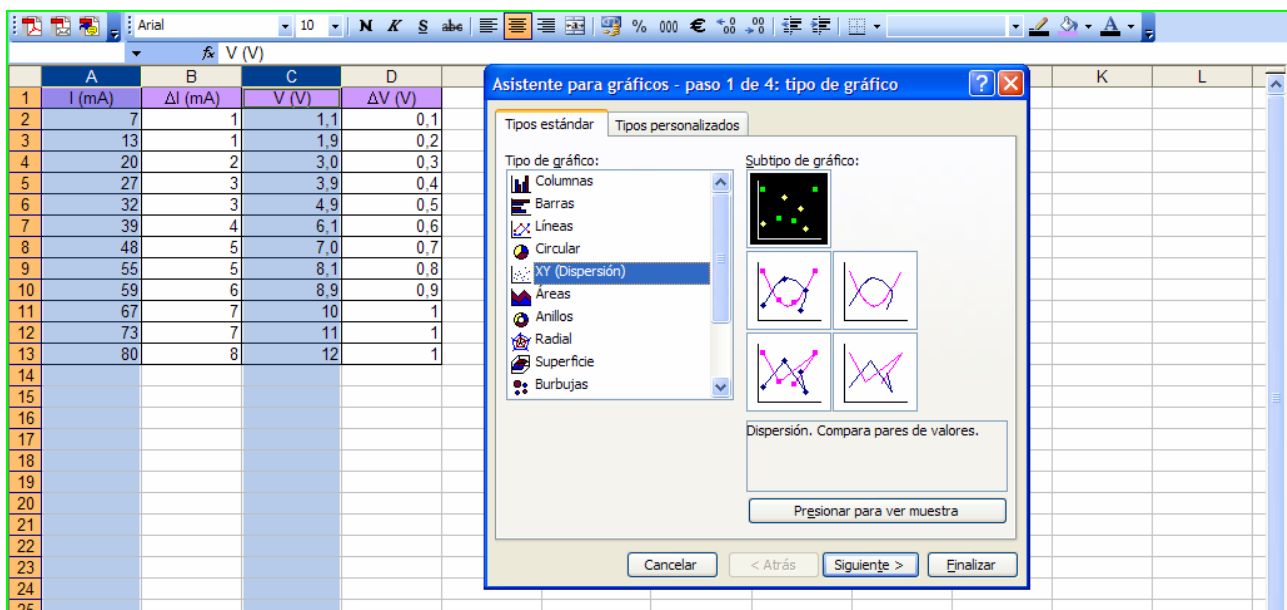 Arial 10 N K S abc % 000 € A
fx V (V)
A B C D K L
1 I (mA) ΔI (mA) V (V) ΔV (V)
2 7 1 1,1 0,1
3 13 1 1,9 0,2
4 20 2 3,0 0,3
5 27 3 3,9 0,4
6 32 3 4,9 0,5
7 39 4 6,1 0,6
8 48 5 7,0 0,7
9 55 5 8,1 0,8
10 59 6 8,9 0,9
11 67 7 10 1
12 73 7 11 1
13 80 8 12 1
14
15
16
17
18
19
20
21
22
23
24
25
Asistente para gráficos - paso 1 de 4: tipo de gráfico
Tipos estándar Tipos personalizados
Tipo de gráfico:
Columnas
Barras
Líneas
Circular
XY (Dispersión)
Áreas
Anillos
Radial
Superficie
Burbujas
Subtipo de gráfico:
Dispersión. Compara pares de valores.
Presionar para ver muestra
Cancelar < Atrás Siguiente > Finalizar